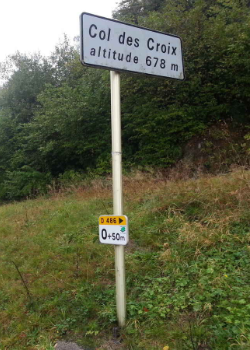 Col des Croix
altitude 678 m
D 486
0+50m